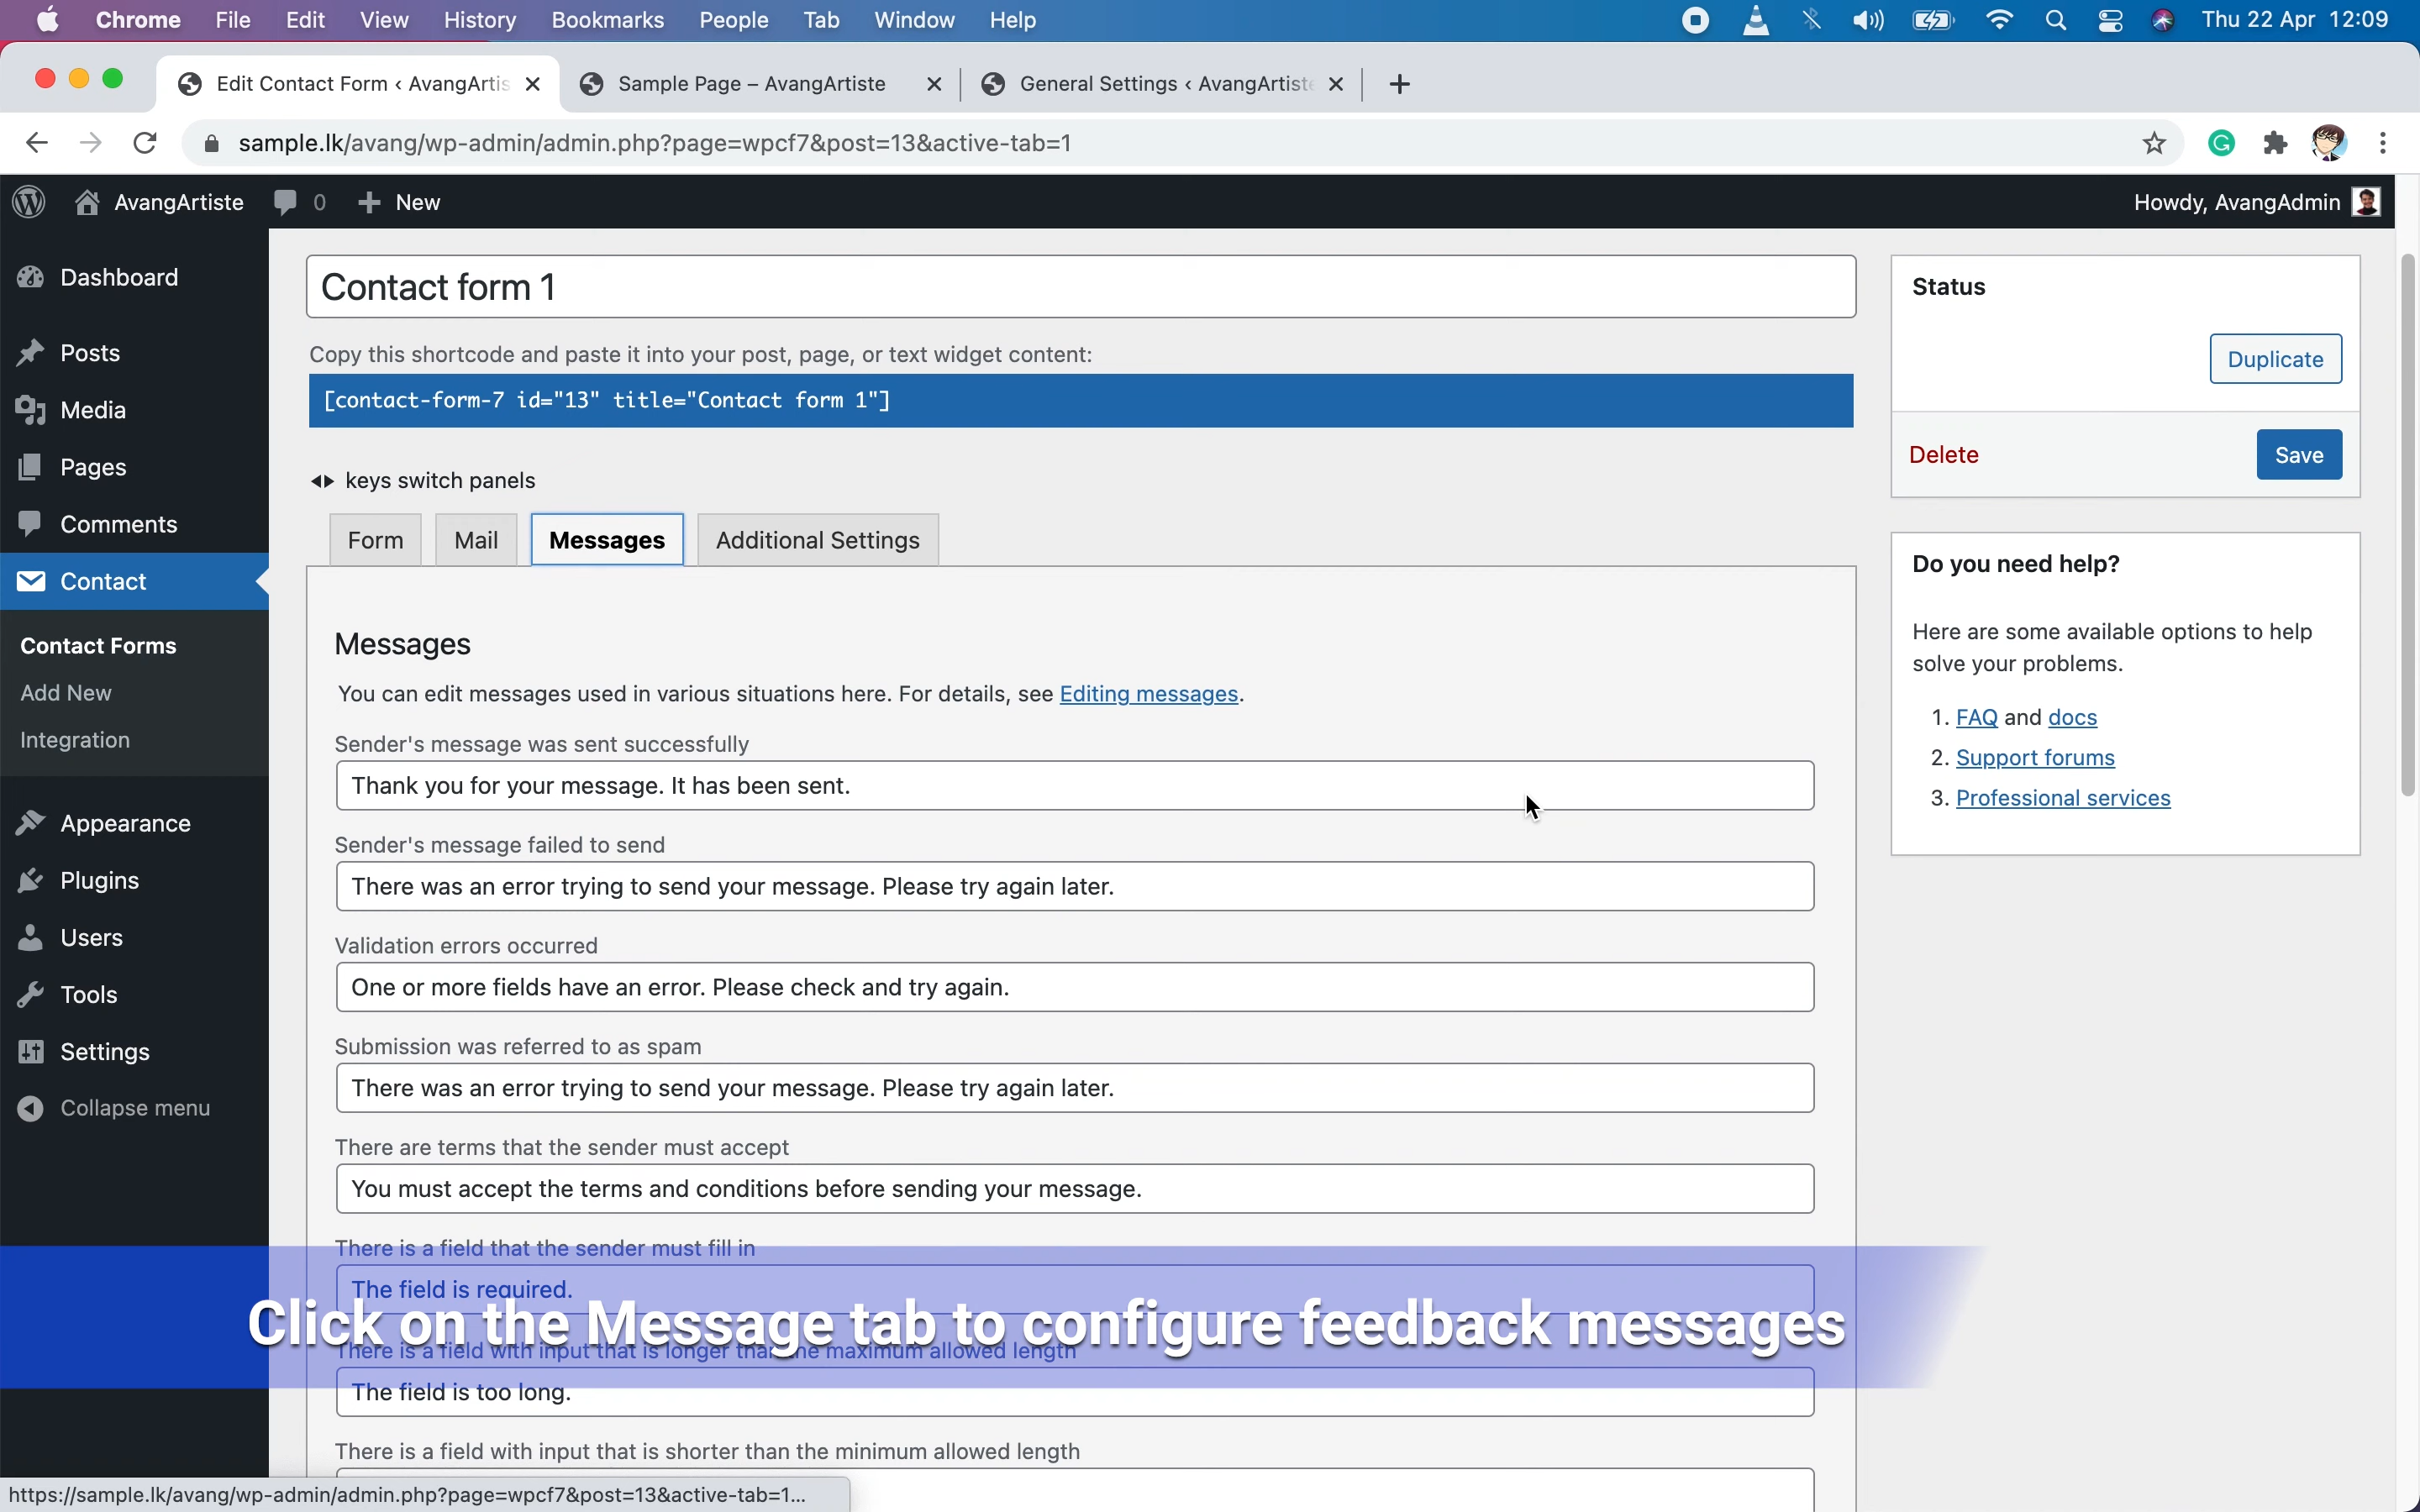 Chrome File Edit View History Bookmarks People Tab Window Help Thu 22 Apr 12:09
Edit Contact Form ‹ AvangArtis Sample Page – AvangArtiste General Settings ‹ AvangArtiste
sample.lk/avang/wp-admin/admin.php?page=wpcf7&post=13&active-tab=1
AvangArtiste 0 New Howdy, AvangAdmin
Dashboard
Posts
Media
Pages
Comments
Contact
Contact Forms
Add New
Integration
Appearance
Plugins
Users
Tools
Settings
Collapse menu
Contact form 1
Copy this shortcode and paste it into your post, page, or text widget content:
[contact-form-7 id="13" title="Contact form 1"]
keys switch panels
Form Mail Messages Additional Settings
Messages
You can edit messages used in various situations here. For details, see Editing messages.
Sender's message was sent successfully
Thank you for your message. It has been sent.
Sender's message failed to send
There was an error trying to send your message. Please try again later.
Validation errors occurred
One or more fields have an error. Please check and try again.
Submission was referred to as spam
There was an error trying to send your message. Please try again later.
There are terms that the sender must accept
You must accept the terms and conditions before sending your message.
There is a field that the sender must fill in
The field is required.
Click on the Message tab to configure feedback messages
There is a field with input that is longer than the maximum allowed length
The field is too long.
There is a field with input that is shorter than the minimum allowed length
Status
Duplicate
Delete Save
Do you need help?
Here are some available options to help
solve your problems.
1. FAQ and docs
2. Support forums
3. Professional services
https://sample.lk/avang/wp-admin/admin.php?page=wpcf7&post=13&active-tab=1...